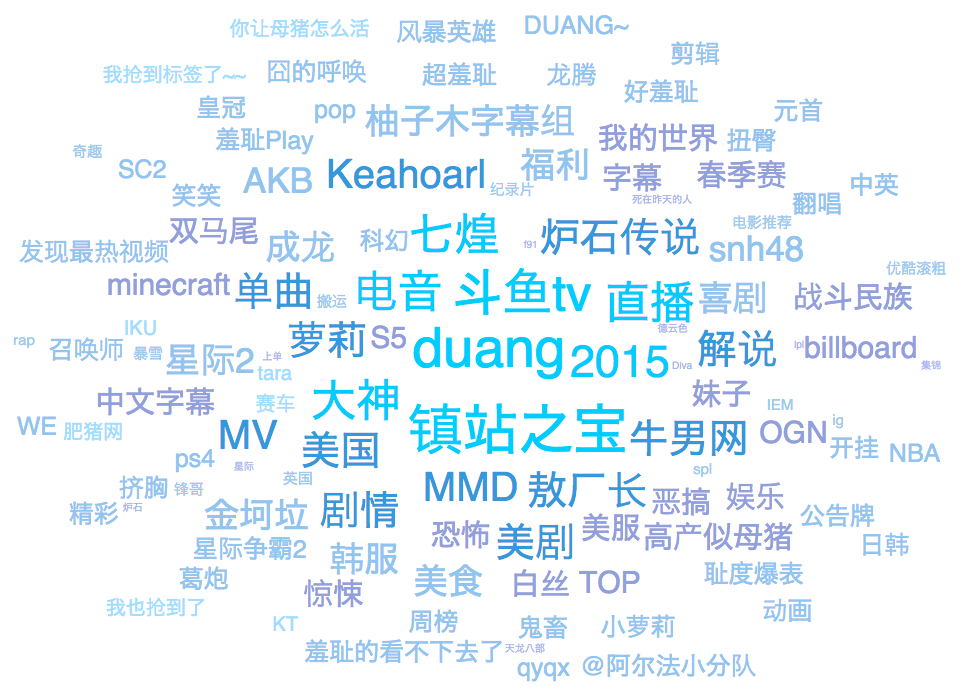 你让母猪怎么活
风暴英雄
DUANG~
剪辑
我抢到标签了~~
囧的呼唤
超羞耻
龙腾
好羞耻
皇冠
pop
柚子木字幕组
元首
奇趣
羞耻Play
我的世界
扭臀
SC2
笑笑
AKB
Keahoarl
纪录片
福利
字幕
春季赛
中英
死在昨天的人
翻唱
双马尾
成龙
科幻
七煌
f91
炉石传说
电影推荐
snh48
发现最热视频
优酷滚粗
minecraft
单曲
搬运
电音
斗鱼tv
直播
喜剧
战斗民族
rap
IKU
召唤师
暴雪
星际2
上单
萝莉
S5
duang
2015
德云色
Diva
解说
lpl
billboard
集锦
tara
中文字幕
赛车
大神
妹子
IEM
WE
肥猪网
MV
美国
镇站之宝
牛男网
OGN
ig
开挂
NBA
ps4
星际
英国
spl
挤胸
锋哥
MMD
敖厂长
恶搞
娱乐
精彩
炉石
金坷垃
剧情
公告牌
星际争霸2
韩服
恐怖
美剧
美服
高产似母猪
日韩
葛炮
惊悚
美食
白丝
TOP
耻度爆表
我也抢到了
KT
周榜
鬼畜
小萝莉
动画
羞耻的看不下去了
天龙八部
qyqx
@阿尔法小分队